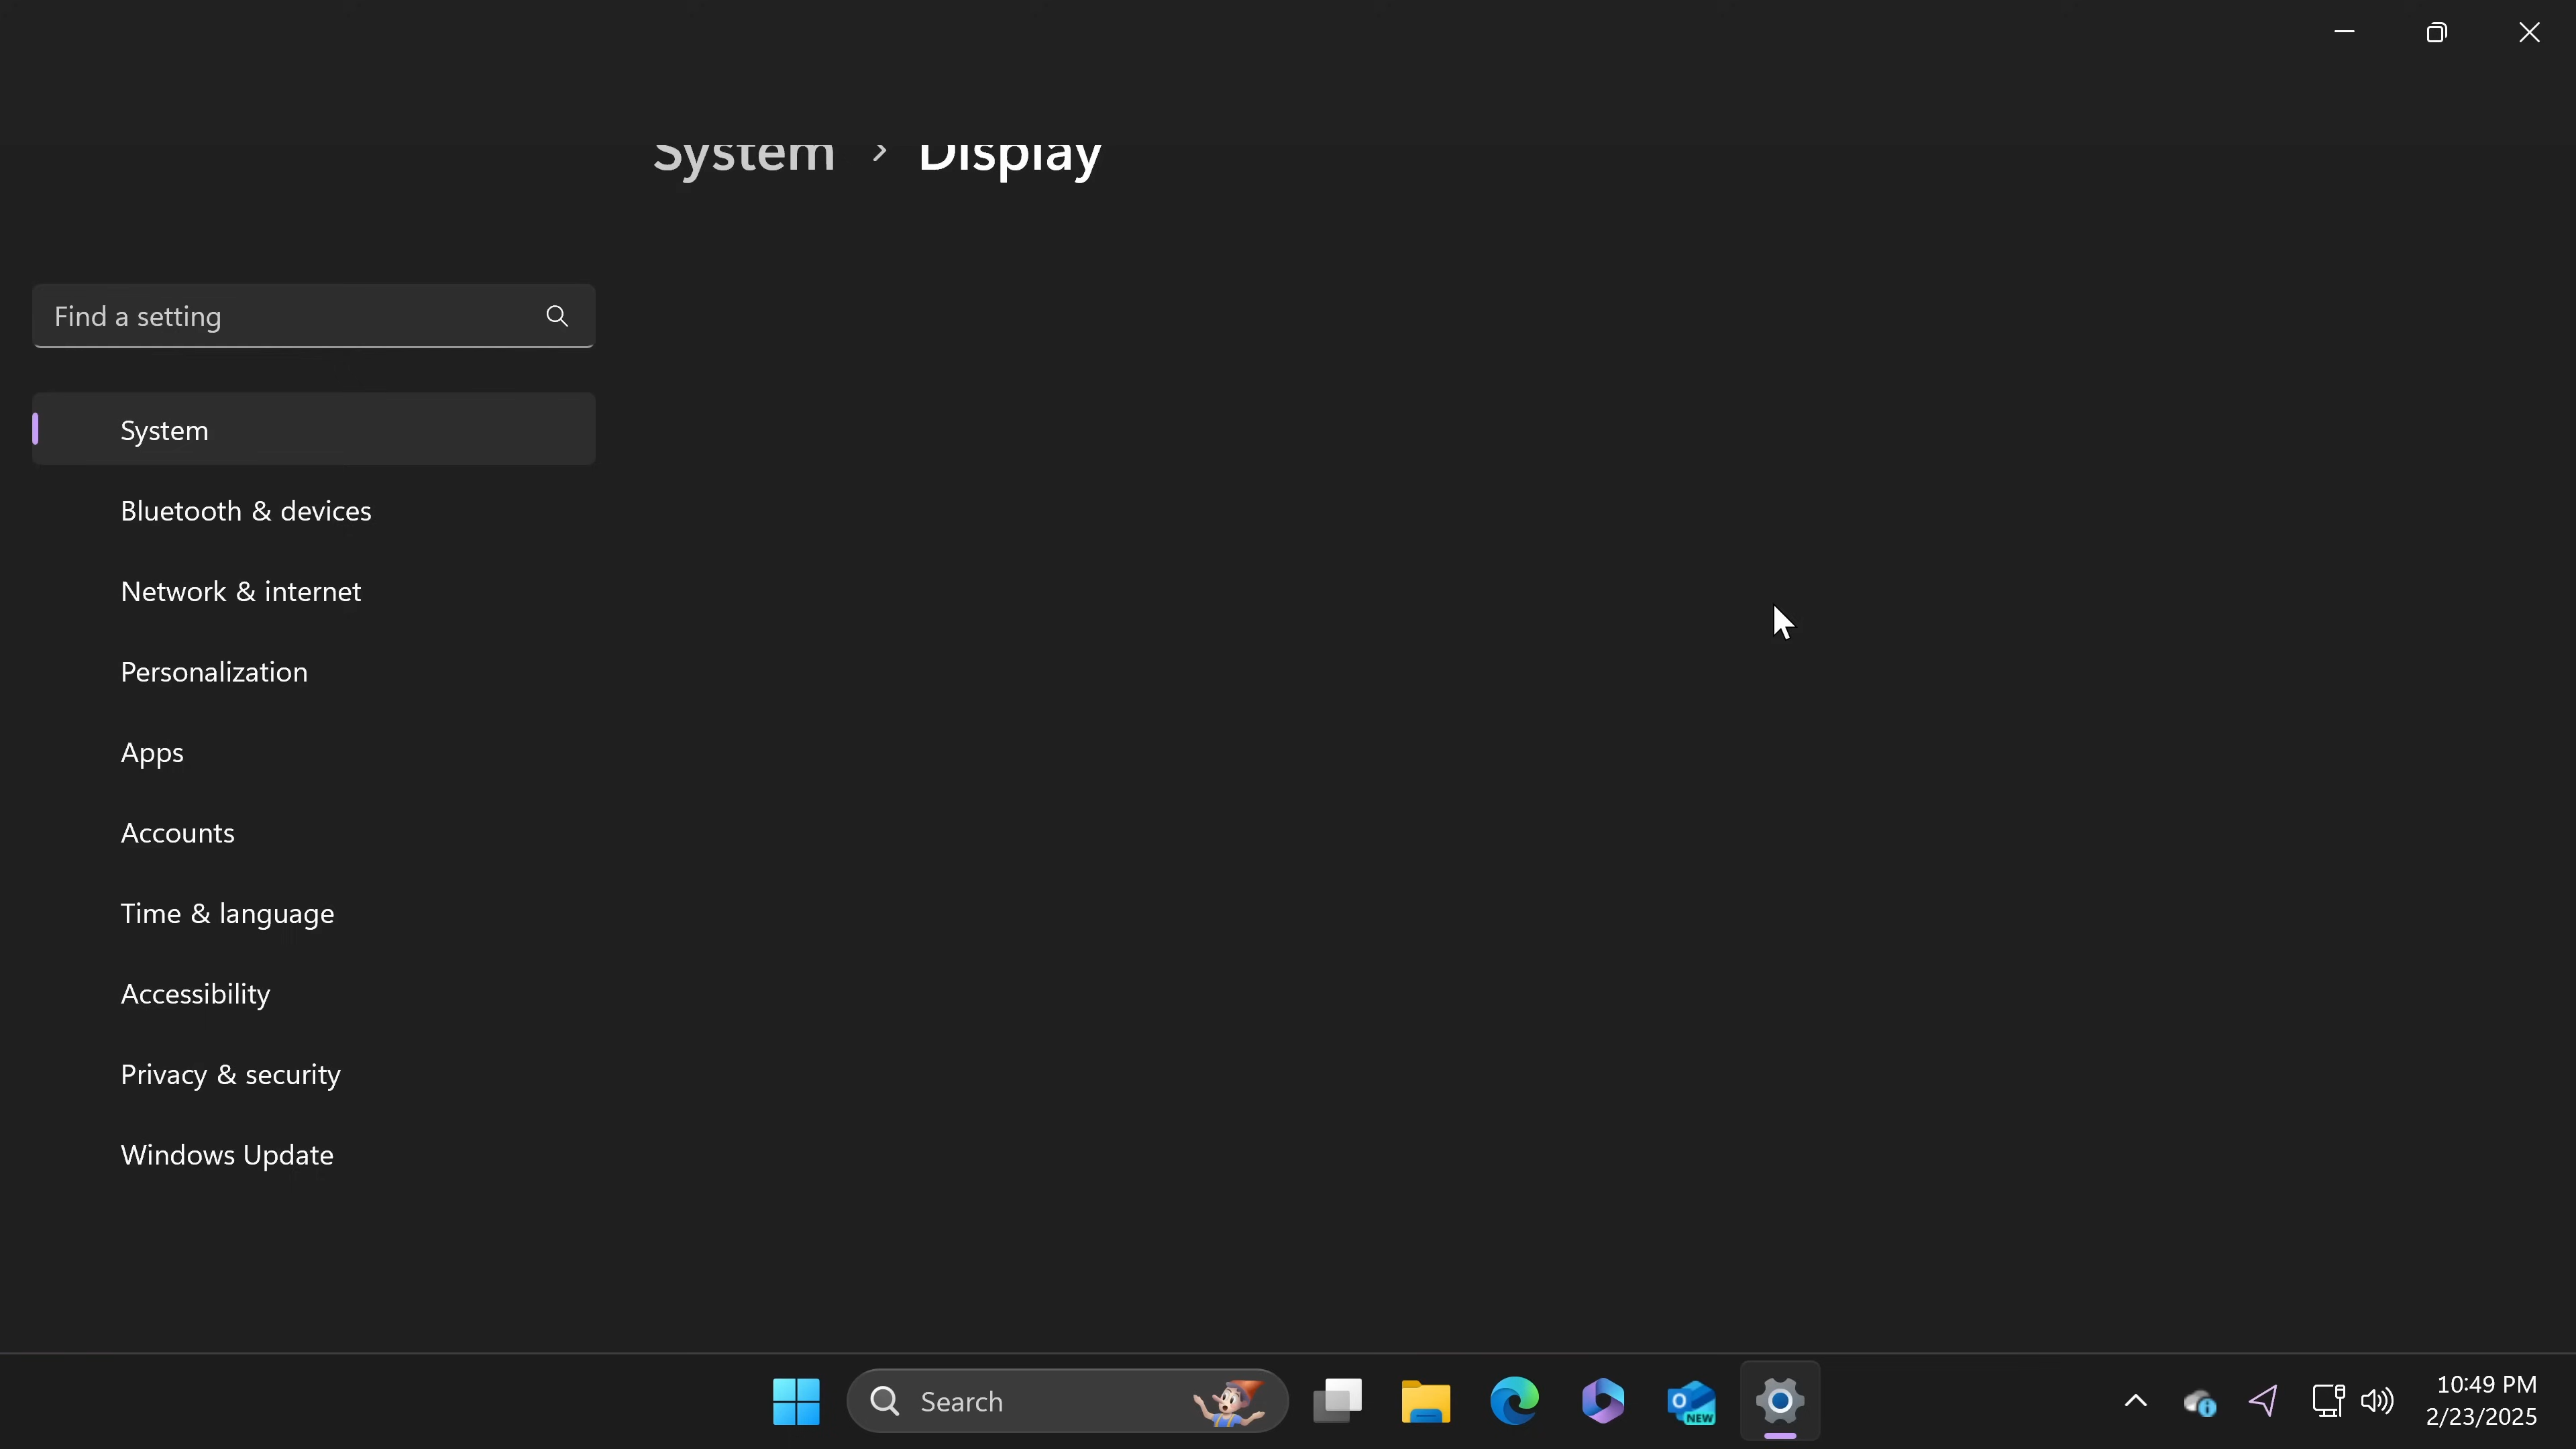 System > Display
Find a setting
System
Bluetooth & devices
Network & internet
Personalization
Apps
Accounts
Time & language
Accessibility
Privacy & security
Windows Update
Search
NEW
10:49 PM
2/23/2025